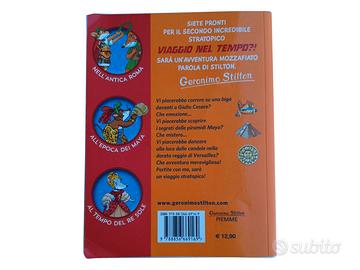 SIETE PRONTI
PER IL SECONDO INCREDIBILE
STRATOPICO
VIAGGIO NEL TEMPO?!
SARÀ UN'AVVENTURA MOZZAFIATO
PAROLA DI STILTON,
Geronimo Stilton
NELL'ANTICA ROMA
Vi piacerebbe correre su una biga
davanti a Giulio Cesare?
Che emozione...
Vi piacerebbe scoprire
i segreti delle piramidi Maya?
Che mistero...
Vi piacerebbe danzare
alla luce delle candele nella
dorata reggia di Versailles?
Che avventura meravigliosa!
Partite con me, sarà
un viaggio stratopico!
ALL'EPOCA DEI MAYA
AL TEMPO DEL RE SOLE
www.geronimostilton.com
Geronimo Stilton
PIEMME
€ 12,90
subito